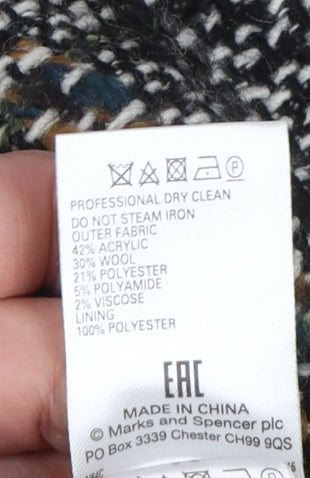 PROFESSIONAL DRY CLEAN
DO NOT STEAM IRON
OUTER FABRIC
42% ACRYLIC
30% WOOL
21% POLYESTER
5% POLYAMIDE
2% VISCOSE
LINING
100% POLYESTER
EAC
MADE IN CHINA
© Marks and Spencer plc
PO Box 3339 Chester CH99 9QS